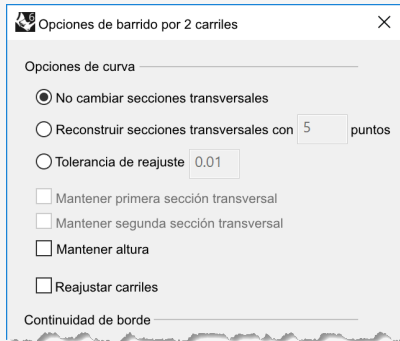 Opciones de barrido por 2 carriles
Opciones de curva
No cambiar secciones transversales
Reconstruir secciones transversales con 5 puntos
Tolerancia de reajuste 0.01
Mantener primera sección transversal
Mantener segunda sección transversal
Mantener altura
Reajustar carriles
Continuidad de borde